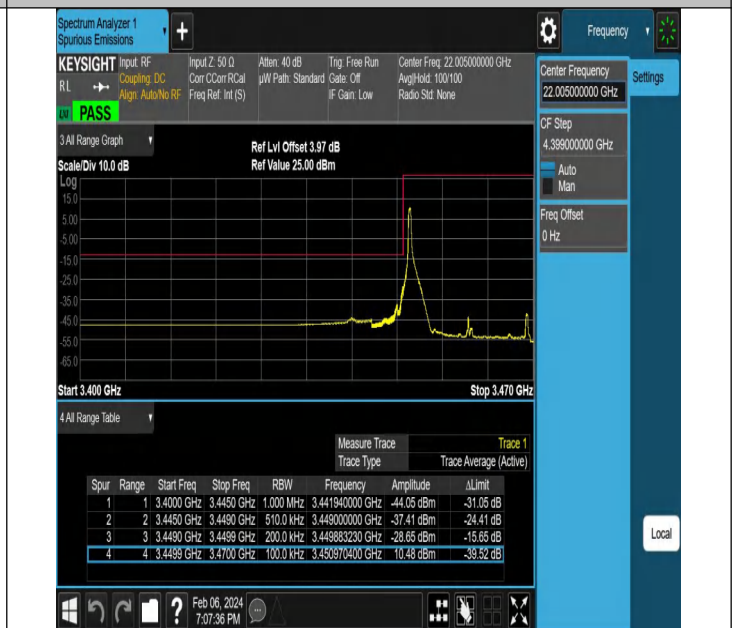 Spectrum Analyzer 1
Spurious Emissions
+
Frequency
KEYSIGHT
RL
LXI
PASS
Input: RF
Coupling: DC
Align: Auto/No RF
Input Z: 50 Ω
Corr CCorr RCal
Freq Ref: Int (S)
Atten: 40 dB
µW Path: Standard
Trig: Free Run
Gate: Off
IF Gain: Low
Center Freq: 22.005000000 GHz
Avg|Hold: 100/100
Radio Std: None
Center Frequency
22.005000000 GHz
Settings
CF Step
4.399000000 GHz
Auto
Man
Freq Offset
0 Hz
Local
3 All Range Graph
Scale/Div 10.0 dB
Ref Lvl Offset 3.97 dB
Ref Value 25.00 dBm
Log
15.0
5.00
-5.00
-15.0
-25.0
-35.0
-45.0
-55.0
-65.0
Start 3.400 GHz
Stop 3.470 GHz
4 All Range Table
Measure Trace Trace 1
Trace Type Trace Average (Active)
Spur Range Start Freq Stop Freq RBW Frequency Amplitude ΔLimit
1 1 3.4000 GHz 3.4450 GHz 1.000 MHz 3.441940000 GHz -44.05 dBm -31.05 dB
2 2 3.4450 GHz 3.4490 GHz 510.0 kHz 3.449000000 GHz -37.41 dBm -24.41 dB
3 3 3.4490 GHz 3.4499 GHz 200.0 kHz 3.449883230 GHz -28.65 dBm -15.65 dB
4 4 3.4499 GHz 3.4700 GHz 100.0 kHz 3.450970400 GHz 10.48 dBm -39.52 dB
?
Feb 06, 2024
7:07:36 PM